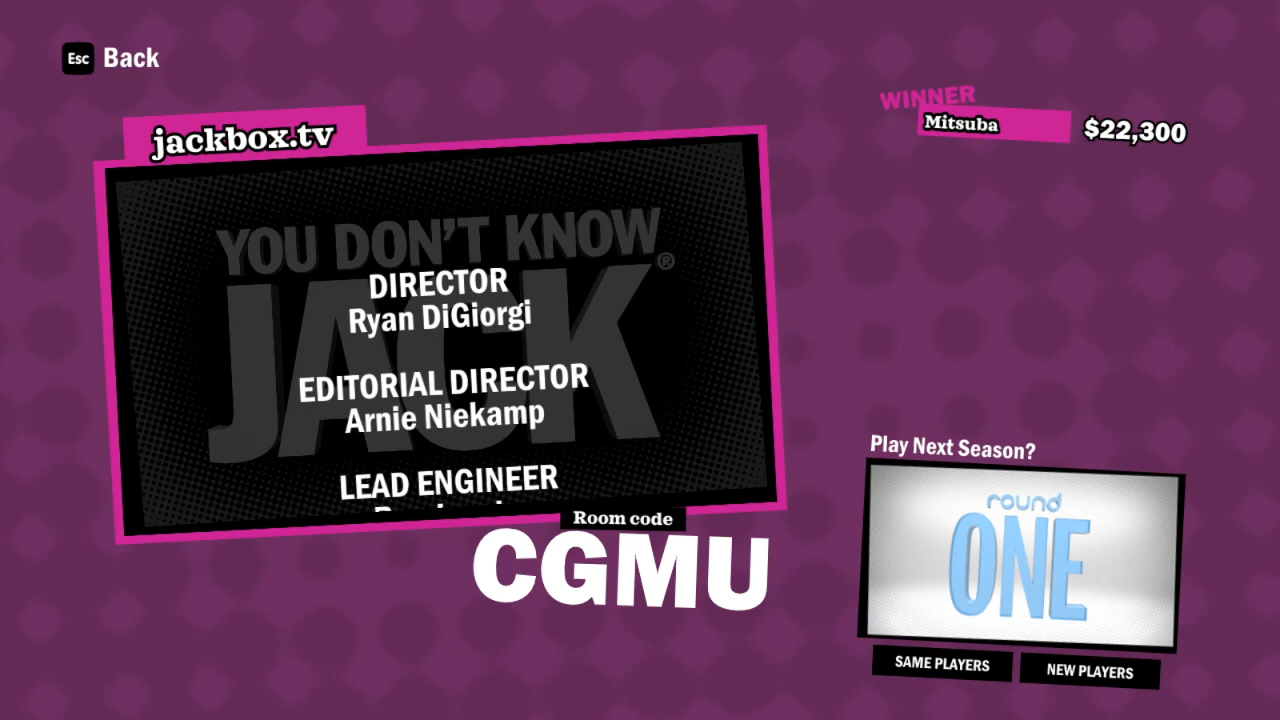 Esc Back
WINNER
Mitsuba
$22,300
jackbox.tv
YOU DON'T KNOW
JACK®
DIRECTOR
Ryan DiGiorgi
EDITORIAL DIRECTOR
Arnie Niekamp
LEAD ENGINEER
Room code
CGMU
Play Next Season?
round
ONE
SAME PLAYERS
NEW PLAYERS